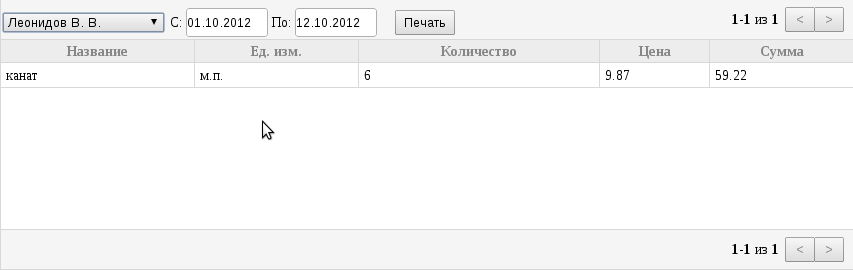 Леонидов В. В. С: 01.10.2012 По: 12.10.2012 Печать 1-1 из 1 < >
Название Ед. изм. Количество Цена Сумма
канат м.п. 6 9.87 59.22
1-1 из 1 < >